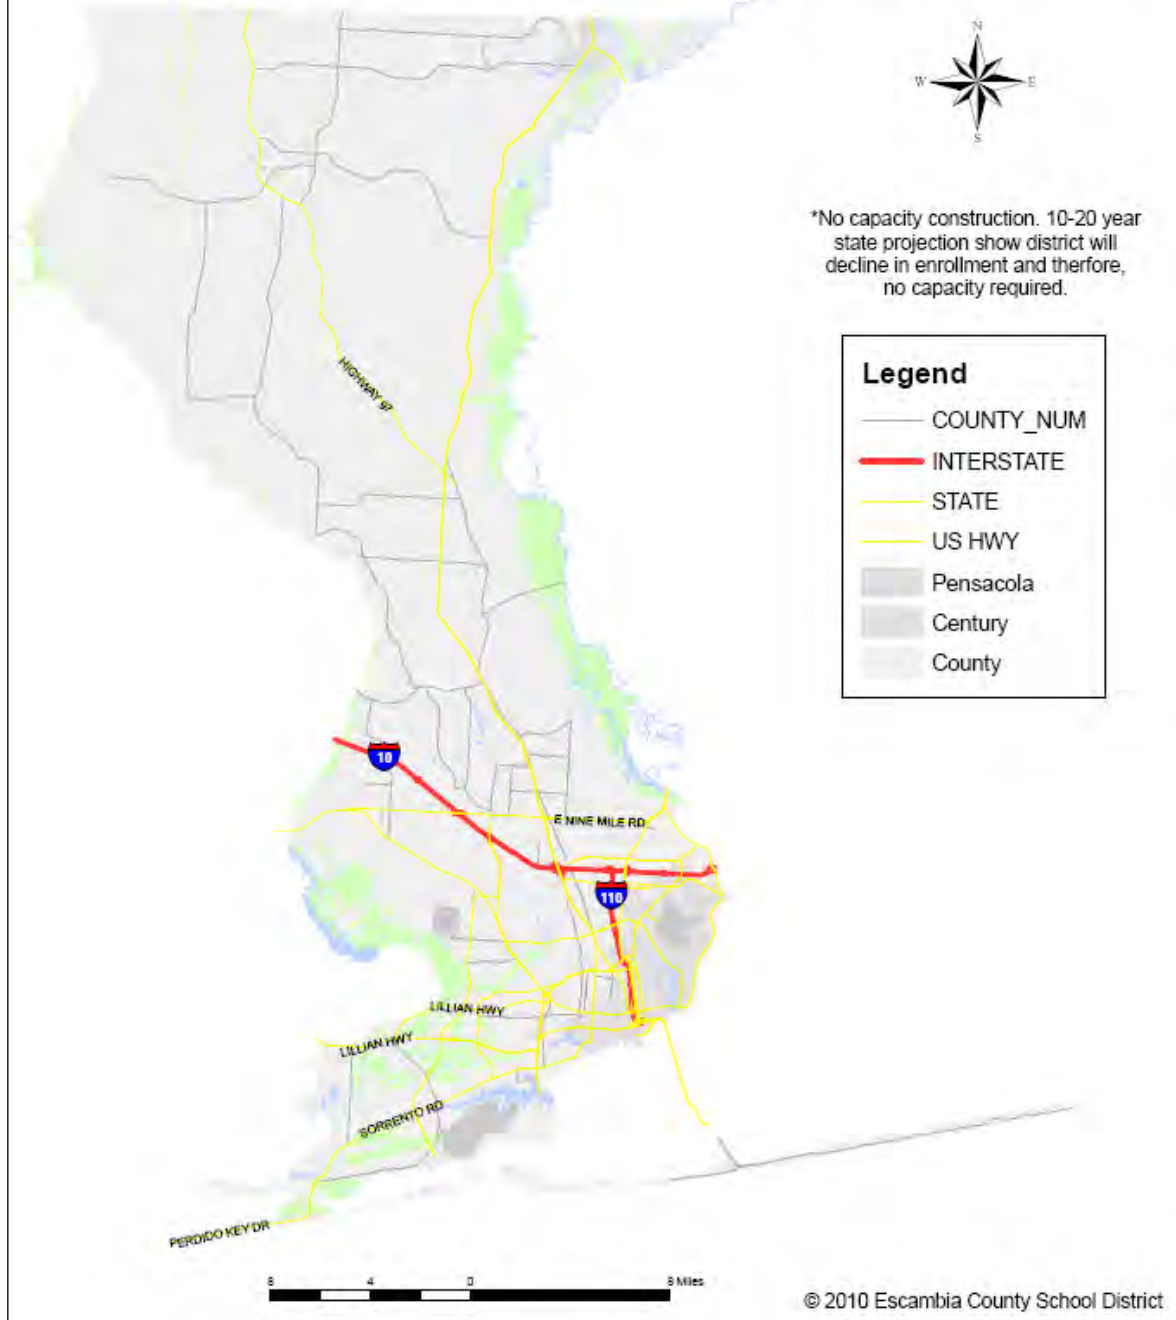 N
W
E
S
*No capacity construction. 10-20 year
state projection show district will
decline in enrollment and therfore,
no capacity required.
Legend
COUNTY_NUM
INTERSTATE
STATE
US HWY
Pensacola
Century
County
HIGHWAY 97
10
E NINE MILE RD
110
LILLIAN HWY
LILLIAN HWY
SORRENTO RD
PERDIDO KEY DR
8 4 0 8 Miles
© 2010 Escambia County School District